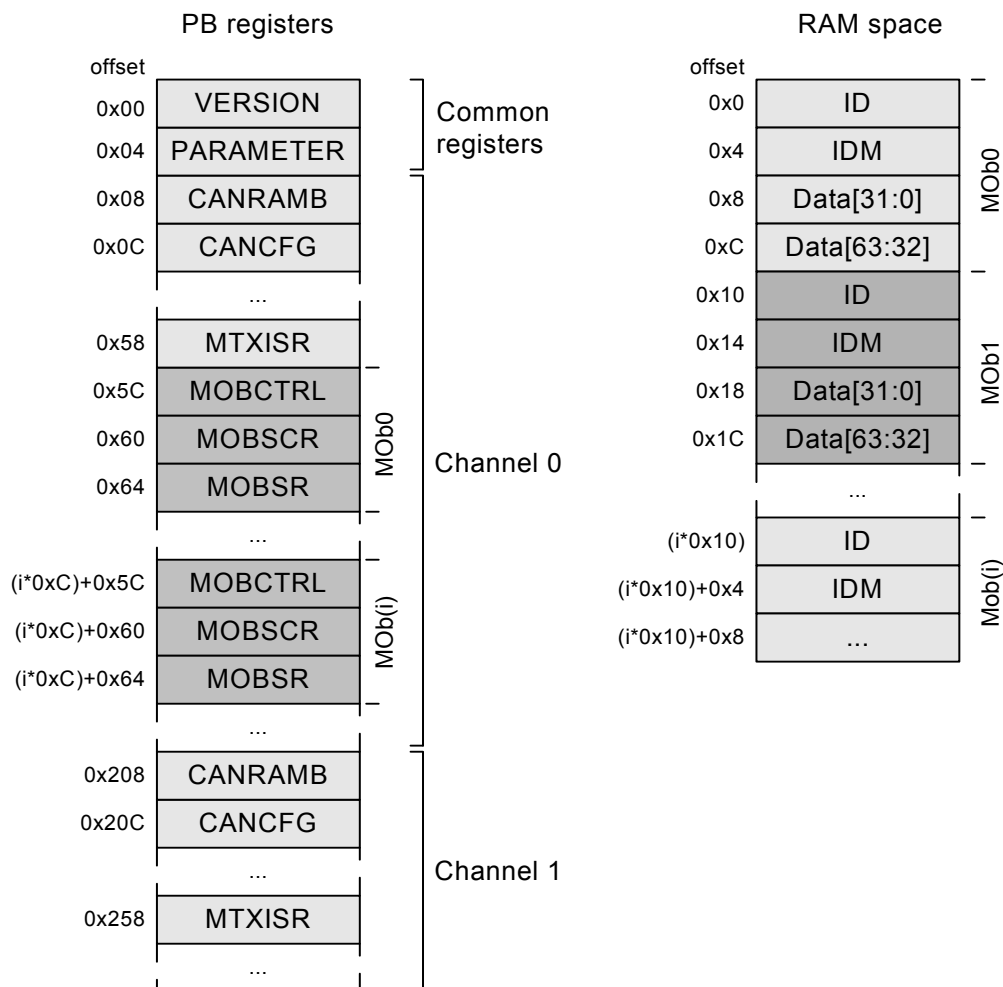 PB registers
offset
0x00 VERSION
0x04 PARAMETER
Common
registers
0x08 CANRAMB
0x0C CANCFG
...
0x58 MTXISR
0x5C MOBCTRL
0x60 MOBSCR
0x64 MOBSR
MOb0
Channel 0
...
(i*0xC)+0x5C MOBCTRL
(i*0xC)+0x60 MOBSCR
(i*0xC)+0x64 MOBSR
MOb(i)
...
0x208 CANRAMB
0x20C CANCFG
...
Channel 1
0x258 MTXISR
...
RAM space
offset
0x0 ID
0x4 IDM
0x8 Data[31:0]
0xC Data[63:32]
MOb0
0x10 ID
0x14 IDM
0x18 Data[31:0]
0x1C Data[63:32]
MOb1
...
(i*0x10) ID
(i*0x10)+0x4 IDM
(i*0x10)+0x8 ...
Mob(i)